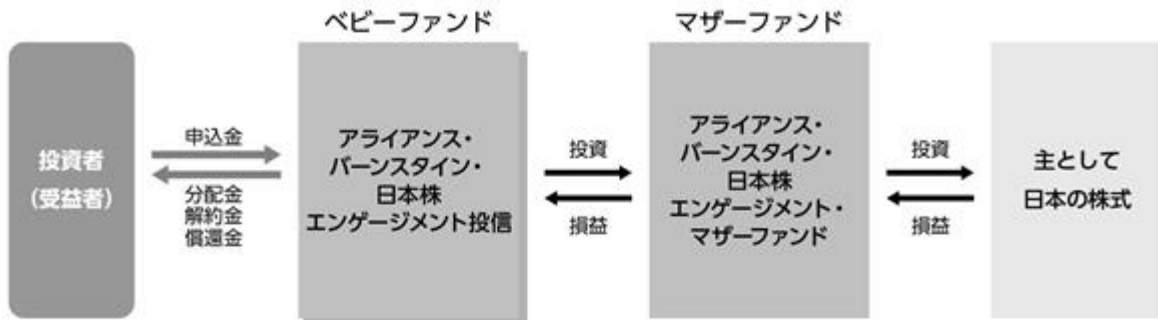 ベビーファンド
マザーファンド
投資者
(受益者)
申込金
分配金
解約金
償還金
アライアンス・
バーンスタイン・
日本株
エンゲージメント投信
投資
損益
アライアンス・
バーンスタイン・
日本株
エンゲージメント・
マザーファンド
投資
損益
主として
日本の株式